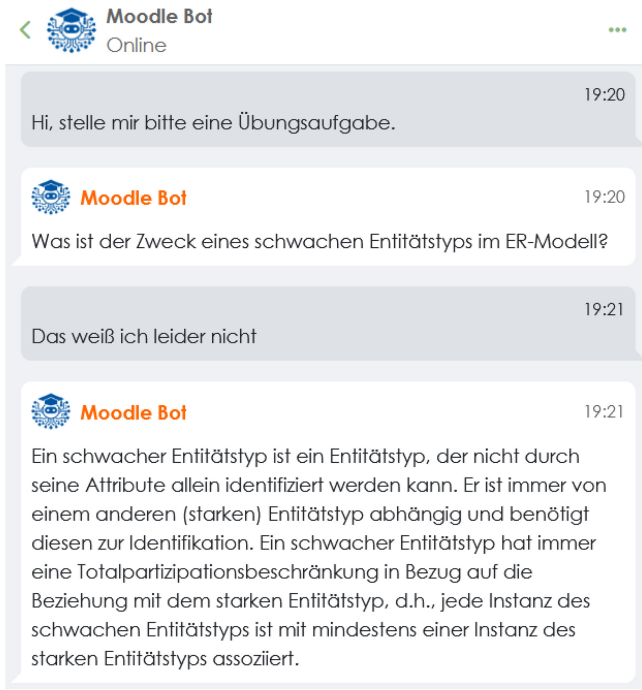 Moodle Bot
Online
19:20
Hi, stelle mir bitte eine Übungsaufgabe.
Moodle Bot
19:20
Was ist der Zweck eines schwachen Entitätstyps im ER-Modell?
19:21
Das weiß ich leider nicht
Moodle Bot
19:21
Ein schwacher Entitätstyp ist ein Entitätstyp, der nicht durch
seine Attribute allein identifiziert werden kann. Er ist immer von
einem anderen (starken) Entitätstyp abhängig und benötigt
diesen zur Identifikation. Ein schwacher Entitätstyp hat immer
eine Totalpartizipationsbeschränkung in Bezug auf die
Beziehung mit dem starken Entitätstyp, d.h., jede Instanz des
schwachen Entitätstyps ist mit mindestens einer Instanz des
starken Entitätstyps assoziiert.